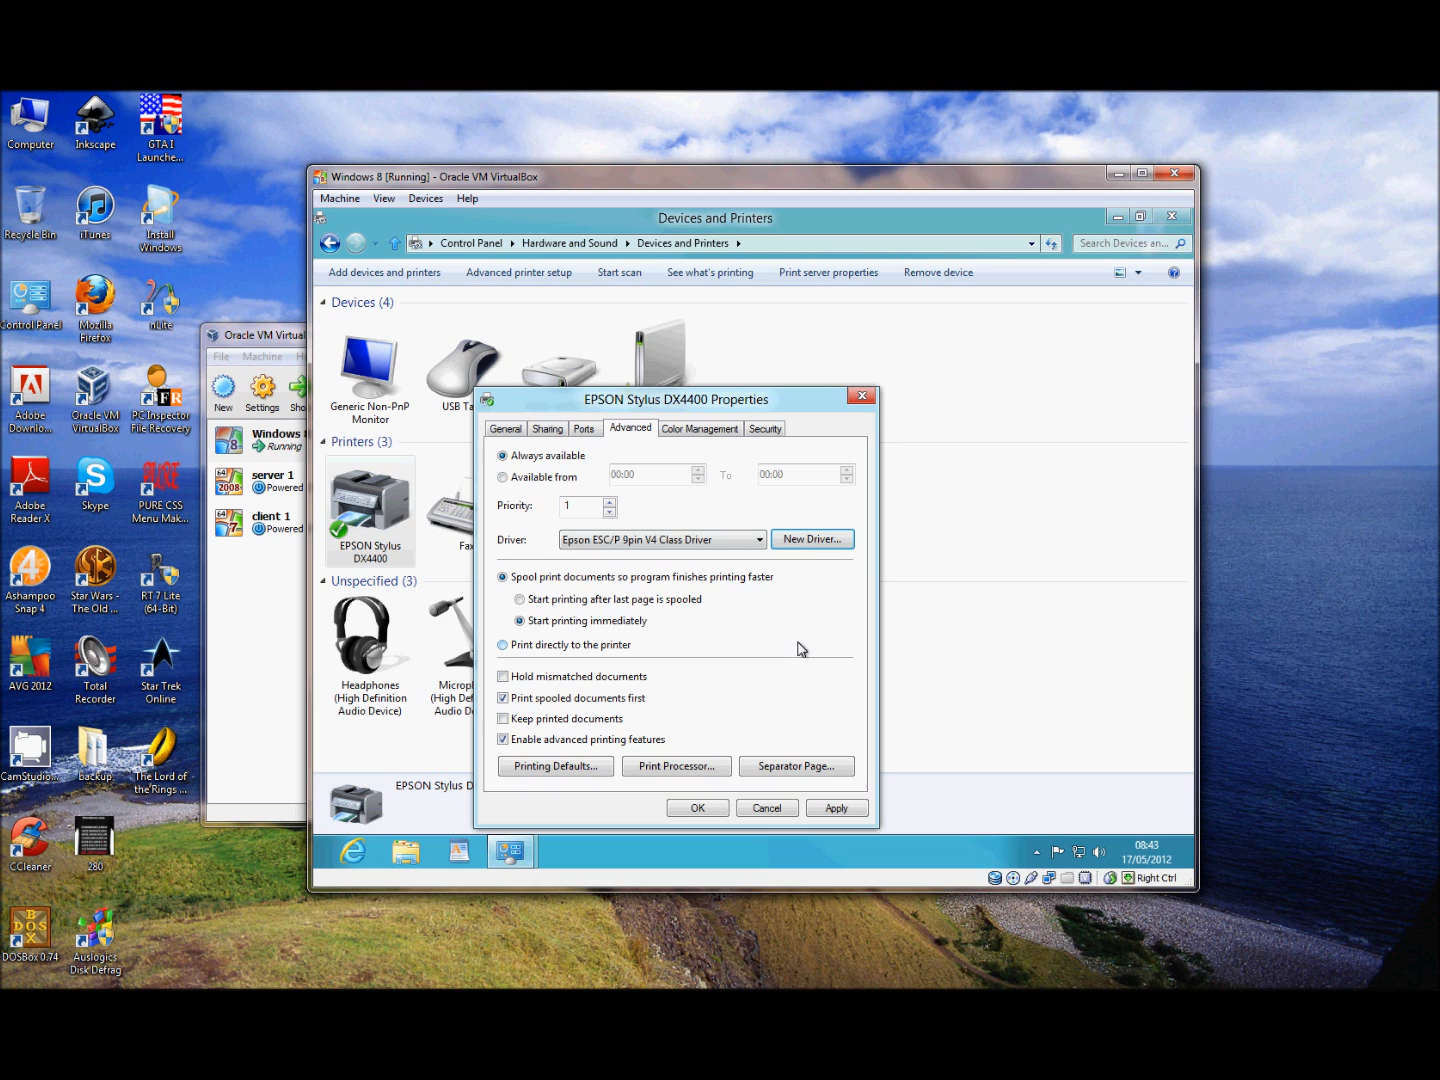 Computer
Inkscape
GTA I
Launche...
Recycle Bin
iTunes
Install
Windows
Control Panel
Mozilla
Firefox
nLite
Adobe
Downlo...
Oracle VM
VirtualBox
PC Inspector
File Recovery
Adobe
Reader X
Skype
PURE CSS
Menu Mak...
Ashampoo
Snap 4
Star Wars -
The Old ...
RT 7 Lite
(64-Bit)
AVG 2012
Total
Recorder
Star Trek
Online
CamStudio...
backup
The Lord of
the Rings ...
CCleaner
280
DOSBox 0.74
Auslogics
Disk Defrag
Oracle VM Virtual
File Machine H
New Settings Sho
Windows 8
Running
server 1
Powered
client 1
Powered
Windows 8 [Running] - Oracle VM VirtualBox
Machine View Devices Help
Devices and Printers
Control Panel Hardware and Sound Devices and Printers
Search Devices an...
Add devices and printers Advanced printer setup Start scan See what's printing Print server properties Remove device
Devices (4)
Generic Non-PnP
Monitor
USB Ta
Printers (3)
EPSON Stylus
DX4400
Fax
Unspecified (3)
Headphones
(High Definition
Audio Device)
Microp
(High De
Audio D
EPSON Stylus D
EPSON Stylus DX4400 Properties
General Sharing Ports Advanced Color Management Security
Always available
Available from 00:00 To 00:00
Priority: 1
Driver: Epson ESC/P 9pin V4 Class Driver New Driver...
Spool print documents so program finishes printing faster
Start printing after last page is spooled
Start printing immediately
Print directly to the printer
Hold mismatched documents
Print spooled documents first
Keep printed documents
Enable advanced printing features
Printing Defaults... Print Processor... Separator Page...
OK Cancel Apply
08:43
17/05/2012
Right Ctrl